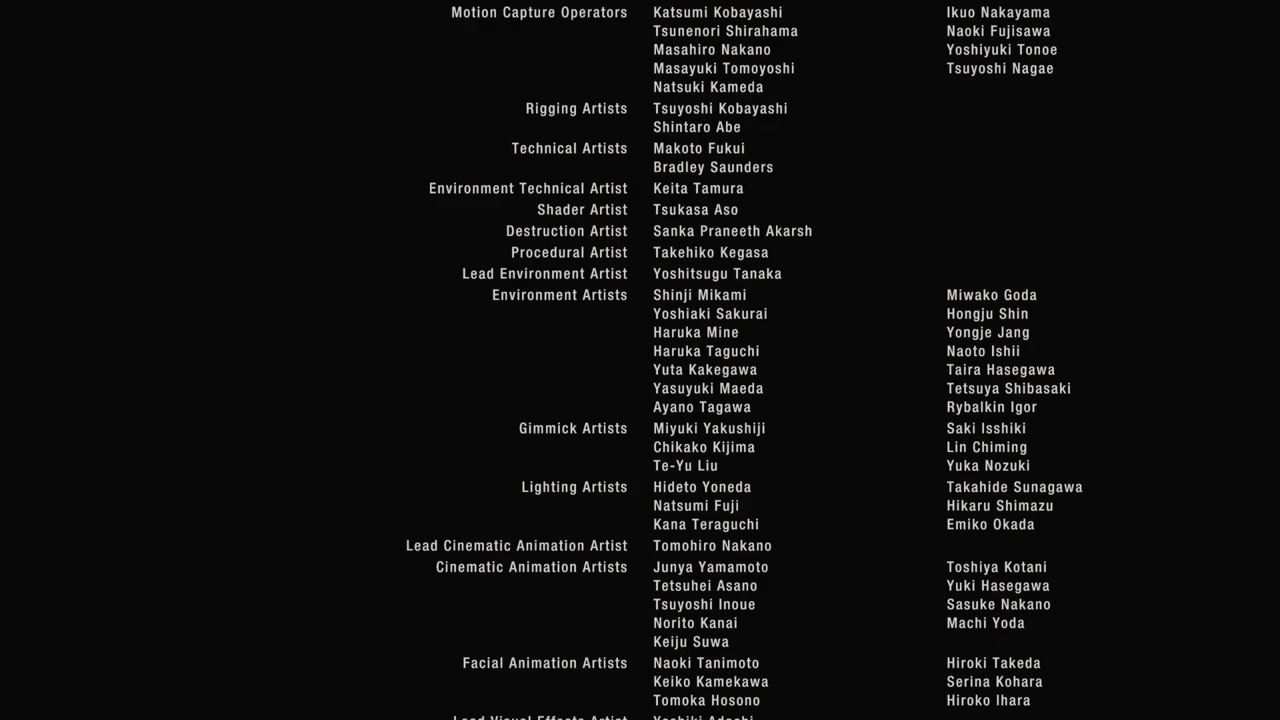 Motion Capture Operators Katsumi Kobayashi Ikuo Nakayama
Tsunenori Shirahama Naoki Fujisawa
Masahiro Nakano Yoshiyuki Tonoe
Masayuki Tomoyoshi Tsuyoshi Nagae
Natsuki Kameda
Rigging Artists Tsuyoshi Kobayashi
Shintaro Abe
Technical Artists Makoto Fukui
Bradley Saunders
Environment Technical Artist Keita Tamura
Shader Artist Tsukasa Aso
Destruction Artist Sanka Praneeth Akarsh
Procedural Artist Takehiko Kegasa
Lead Environment Artist Yoshitsugu Tanaka
Environment Artists Shinji Mikami Miwako Goda
Yoshiaki Sakurai Hongju Shin
Haruka Mine Yongje Jang
Haruka Taguchi Naoto Ishii
Yuta Kakegawa Taira Hasegawa
Yasuyuki Maeda Tetsuya Shibasaki
Ayano Tagawa Rybalkin Igor
Gimmick Artists Miyuki Yakushiji Saki Isshiki
Chikako Kijima Lin Chiming
Te-Yu Liu Yuka Nozuki
Lighting Artists Hideto Yoneda Takahide Sunagawa
Natsumi Fuji Hikaru Shimazu
Kana Teraguchi Emiko Okada
Lead Cinematic Animation Artist Tomohiro Nakano
Cinematic Animation Artists Junya Yamamoto Toshiya Kotani
Tetsuhei Asano Yuki Hasegawa
Tsuyoshi Inoue Sasuke Nakano
Norito Kanai Machi Yoda
Keiju Suwa
Facial Animation Artists Naoki Tanimoto Hiroki Takeda
Keiko Kamekawa Serina Kohara
Tomoka Hosono Hiroko Ihara
Lead Visual Effects Artist Yoshiki Adachi